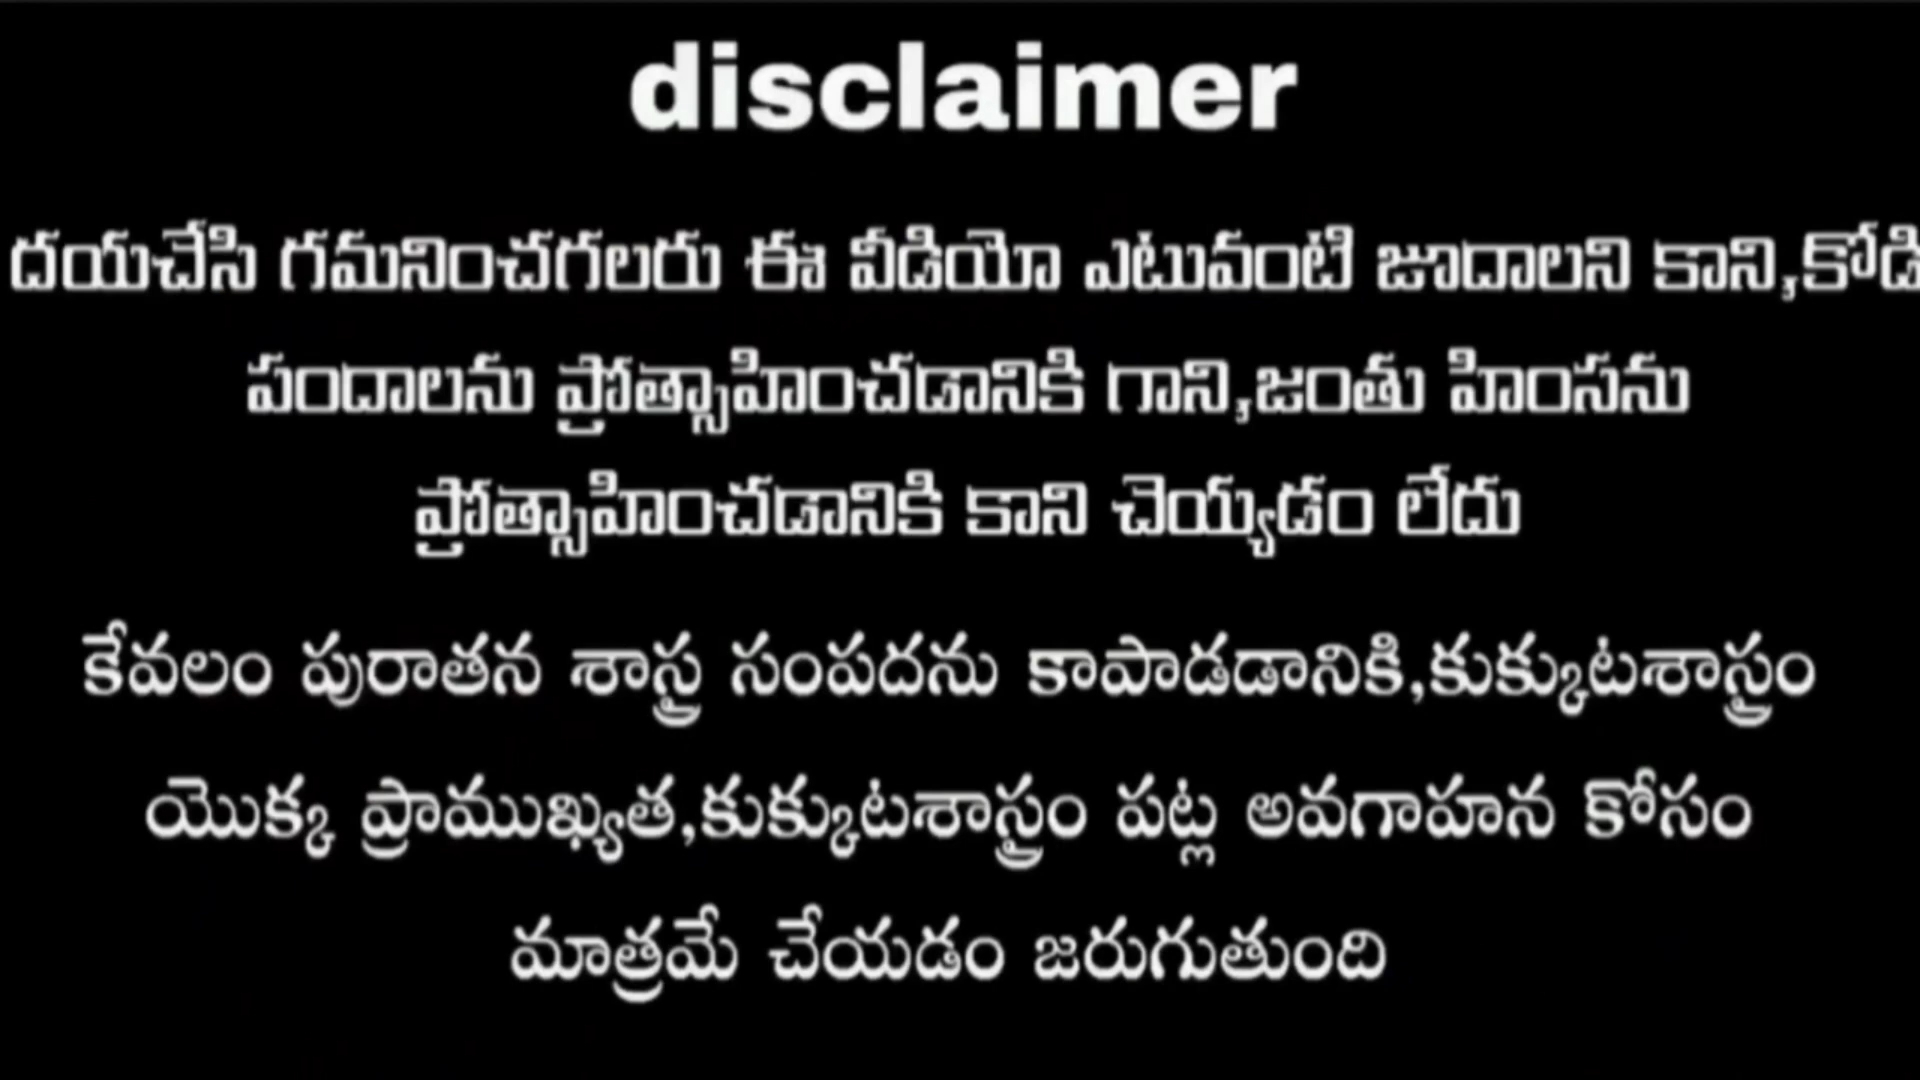 disclaimer
దయచేసి గమనించగలరు ఈ వీడియో ఎటువంటి జూదాలని కాని,కోడి
పందాలను ప్రోత్సాహించడానికి గాని,జంతు హింసను
ప్రోత్సాహించడానికి కాని చెయ్యడం లేదు
కేవలం పురాతన శాస్త్ర సంపదను కాపాడడానికి,కుక్కుటశాస్త్రం
యొక్క ప్రాముఖ్యత,కుక్కుటశాస్త్రం పట్ల అవగాహన కోసం
మాత్రమే చేయడం జరుగుతుంది